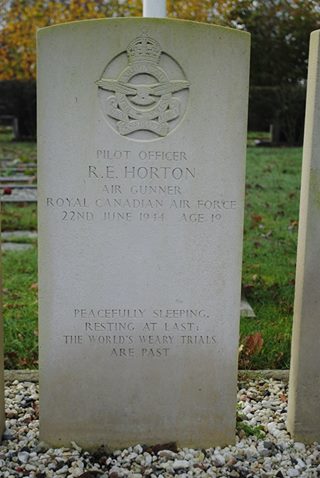 PILOT OFFICER
R.E. HORTON
AIR GUNNER
ROYAL CANADIAN AIR FORCE
22ND JUNE 1944 AGE 19
PEACEFULLY SLEEPING,
RESTING AT LAST:
THE WORLD'S WEARY TRIALS
ARE PAST